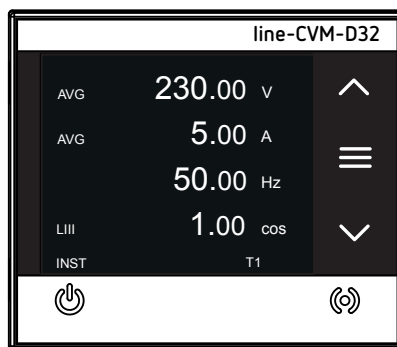 line-CVM-D32
AVG 230.00 V
AVG 5.00 A
50.00 Hz
LIII 1.00 cos
INST T1